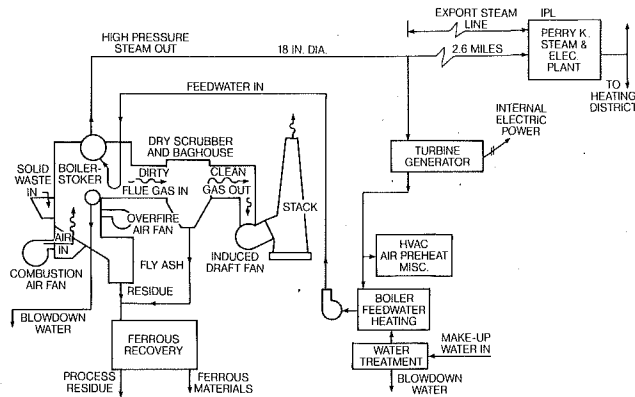 EXPORT STEAM
LINE
IPL
HIGH PRESSURE
STEAM OUT
18 IN. DIA.
2.6 MILES
PERRY K.
STEAM &
ELEC.
PLANT
TO
HEATING
DISTRICT
FEEDWATER IN
INTERNAL
ELECTRIC
POWER
DRY SCRUBBER
AND BAGHOUSE
TURBINE
GENERATOR
SOLID
WASTE
IN
BOILER-
STOKER
DIRTY
FLUE GAS IN
CLEAN
GAS OUT
STACK
OVERFIRE
AIR FAN
AIR
IN
COMBUSTION
AIR FAN
INDUCED
DRAFT FAN
HVAC
AIR PREHEAT
MISC.
FLY ASH
RESIDUE
BLOWDOWN
WATER
BOILER
FEEDWATER
HEATING
FERROUS
RECOVERY
MAKE-UP
WATER IN
WATER
TREATMENT
PROCESS
RESIDUE
FERROUS
MATERIALS
BLOWDOWN
WATER